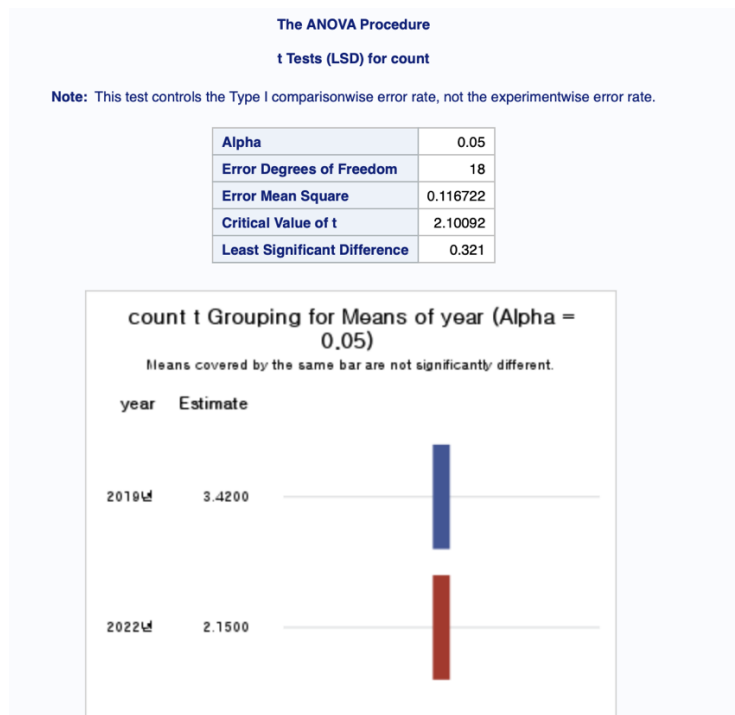 The ANOVA Procedure
t Tests (LSD) for count
Note: This test controls the Type I comparisonwise error rate, not the experimentwise error rate.
Alpha 0.05
Error Degrees of Freedom 18
Error Mean Square 0.116722
Critical Value of t 2.10092
Least Significant Difference 0.321
count t Grouping for Means of year (Alpha =
0.05)
Means covered by the same bar are not significantly different.
year Estimate
2019년 3.4200
2022년 2.1500